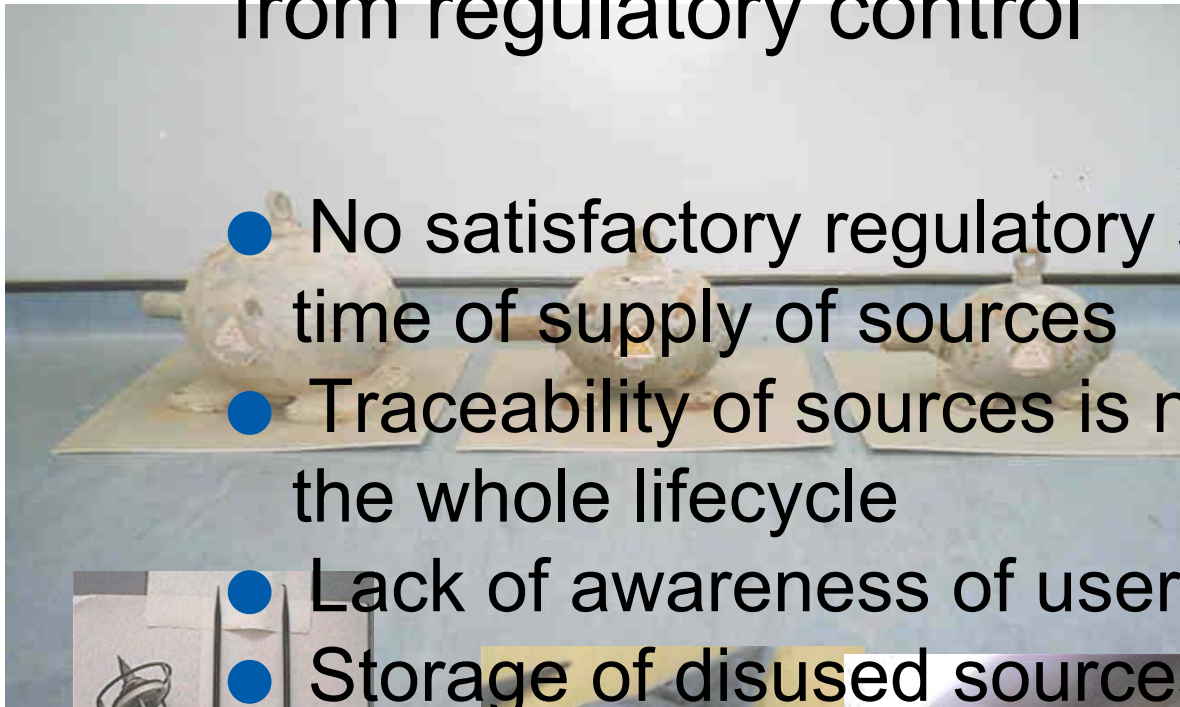 from regulatory control
● No satisfactory regulatory
time of supply of sources
● Traceability of sources is
the whole lifecycle
● Lack of awareness of user
● Storage of disused source